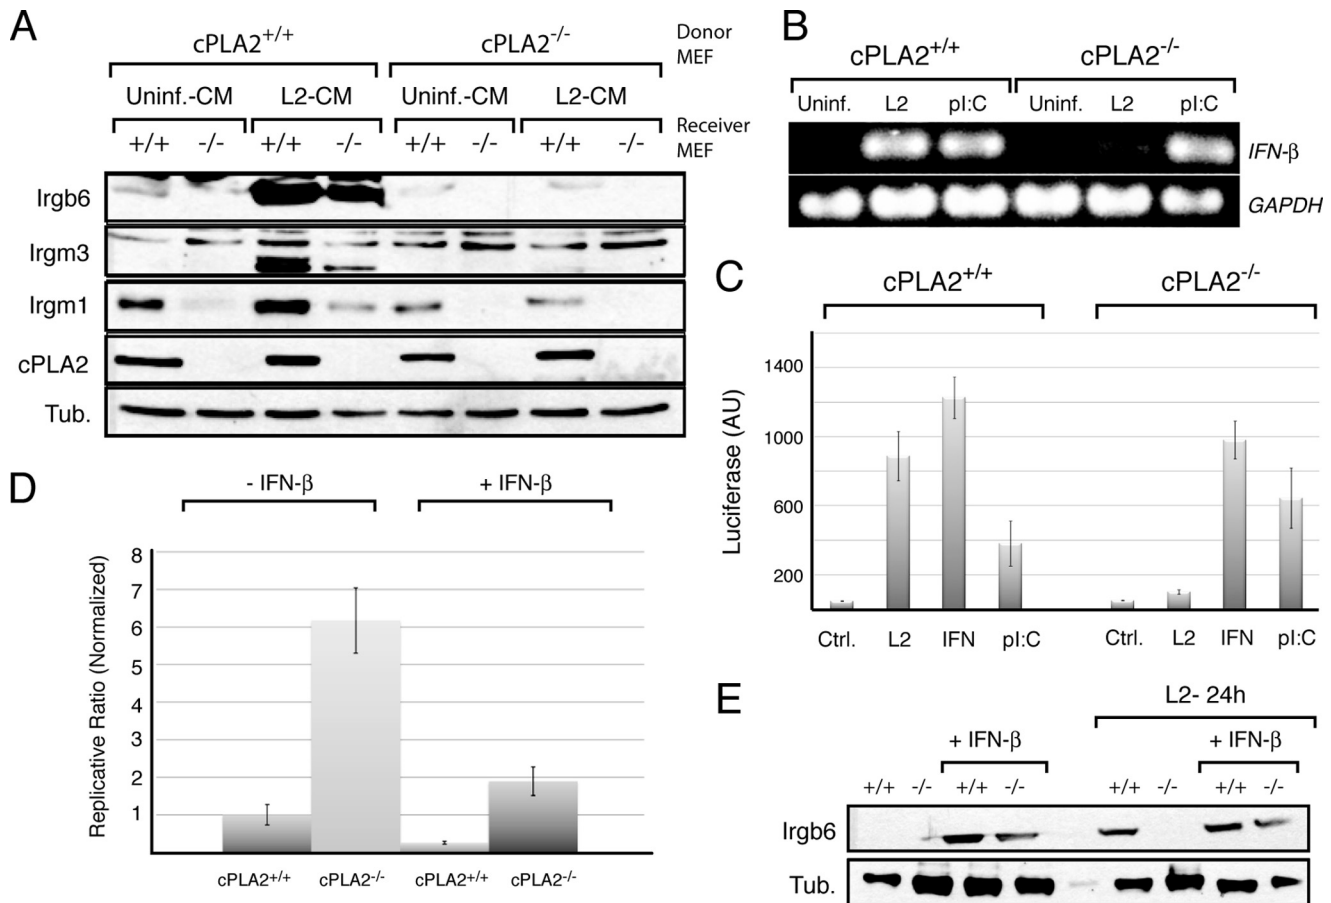 A
cPLA2+/+ cPLA2-/- Donor MEF
Uninf.-CM L2-CM Uninf.-CM L2-CM
+/+ -/- +/+ -/- +/+ -/- +/+ -/- Receiver MEF
Irgb6
Irgm3
Irgm1
cPLA2
Tub.
B
cPLA2+/+ cPLA2-/-
Uninf. L2 pI:C Uninf. L2 pI:C
IFN-β
GAPDH
C
cPLA2+/+ cPLA2-/-
Luciferase (AU)
1400
1000
600
200
Ctrl. L2 IFN pI:C Ctrl. L2 IFN pI:C
D
- IFN-β + IFN-β
Replicative Ratio (Normalized)
8
7
6
5
4
3
2
1
cPLA2+/+ cPLA2-/- cPLA2+/+ cPLA2-/-
E
L2- 24h
+ IFN-β + IFN-β
+/+ -/- +/+ -/- +/+ -/- +/+ -/-
Irgb6
Tub.